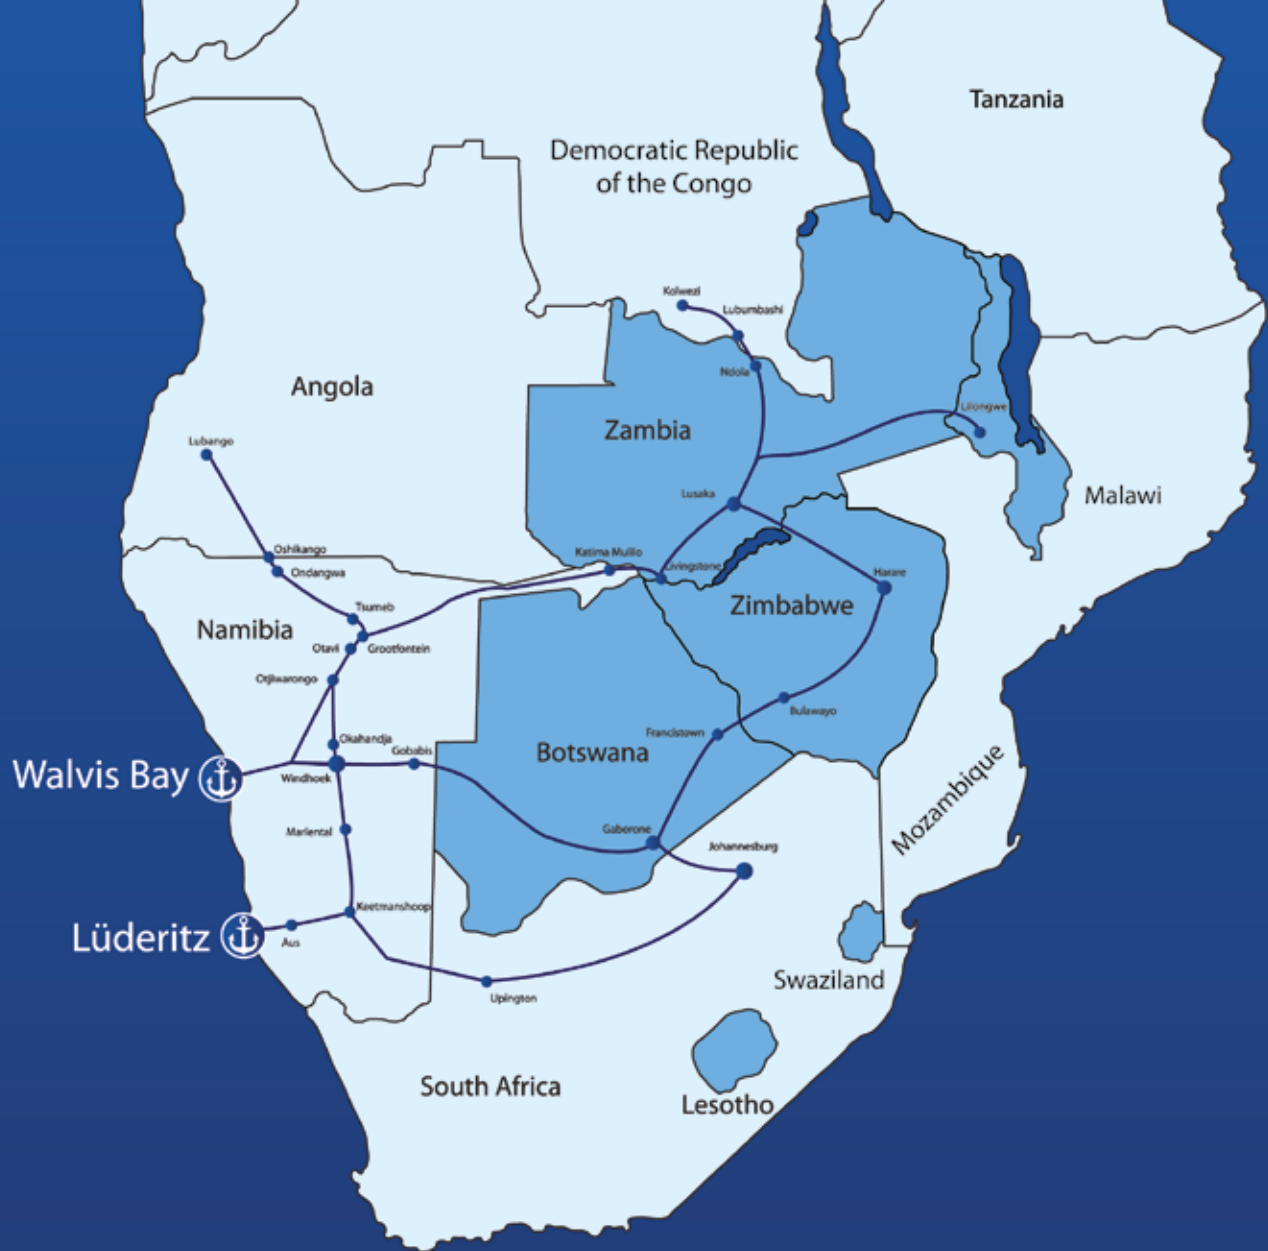 Tanzania
Democratic Republic
of the Congo
Kolwezi
Lubumbashi
Ndola
Angola
Zambia
Lilongwe
Lubango
Malawi
Lusaka
Oshikango
Ondangwa
Katima Mulilo
Livingstone
Harare
Zimbabwe
Tsumeb
Namibia
Otavi
Grootfontein
Otjiwarongo
Bulawayo
Francistown
Okahandja
Gobabis
Botswana
Walvis Bay
Windhoek
Mozambique
Mariental
Gaborone
Johannesburg
Keetmanshoop
Lüderitz
Aus
Swaziland
Upington
South Africa
Lesotho